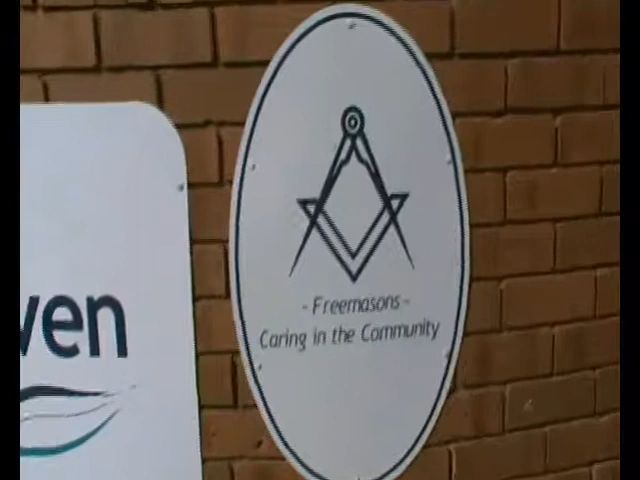 ven
- Freemasons -
Caring in the Community